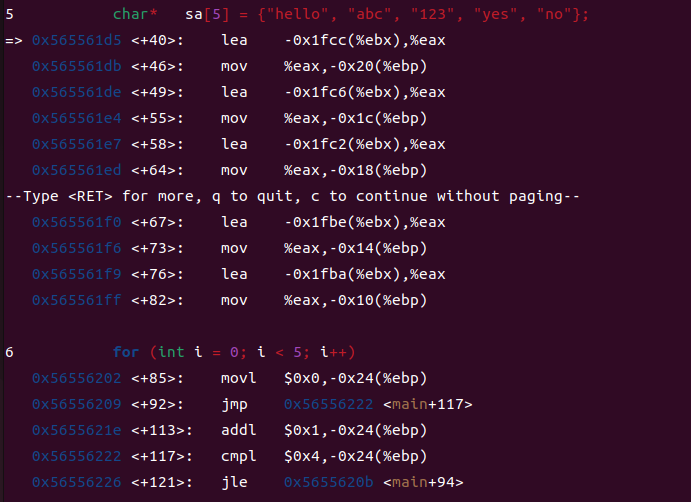 5           char*   sa[5] = {"hello", "abc", "123", "yes", "no"};
=> 0x565561d5 <+40>:    lea    -0x1fcc(%ebx),%eax
   0x565561db <+46>:    mov    %eax,-0x20(%ebp)
   0x565561de <+49>:    lea    -0x1fc6(%ebx),%eax
   0x565561e4 <+55>:    mov    %eax,-0x1c(%ebp)
   0x565561e7 <+58>:    lea    -0x1fc2(%ebx),%eax
   0x565561ed <+64>:    mov    %eax,-0x18(%ebp)
--Type <RET> for more, q to quit, c to continue without paging--
   0x565561f0 <+67>:    lea    -0x1fbe(%ebx),%eax
   0x565561f6 <+73>:    mov    %eax,-0x14(%ebp)
   0x565561f9 <+76>:    lea    -0x1fba(%ebx),%eax
   0x565561ff <+82>:    mov    %eax,-0x10(%ebp)

6           for (int i = 0; i < 5; i++)
   0x56556202 <+85>:    movl   $0x0,-0x24(%ebp)
   0x56556209 <+92>:    jmp    0x56556222 <main+117>
   0x5655621e <+113>:   addl   $0x1,-0x24(%ebp)
   0x56556222 <+117>:   cmpl   $0x4,-0x24(%ebp)
   0x56556226 <+121>:   jle    0x5655620b <main+94>